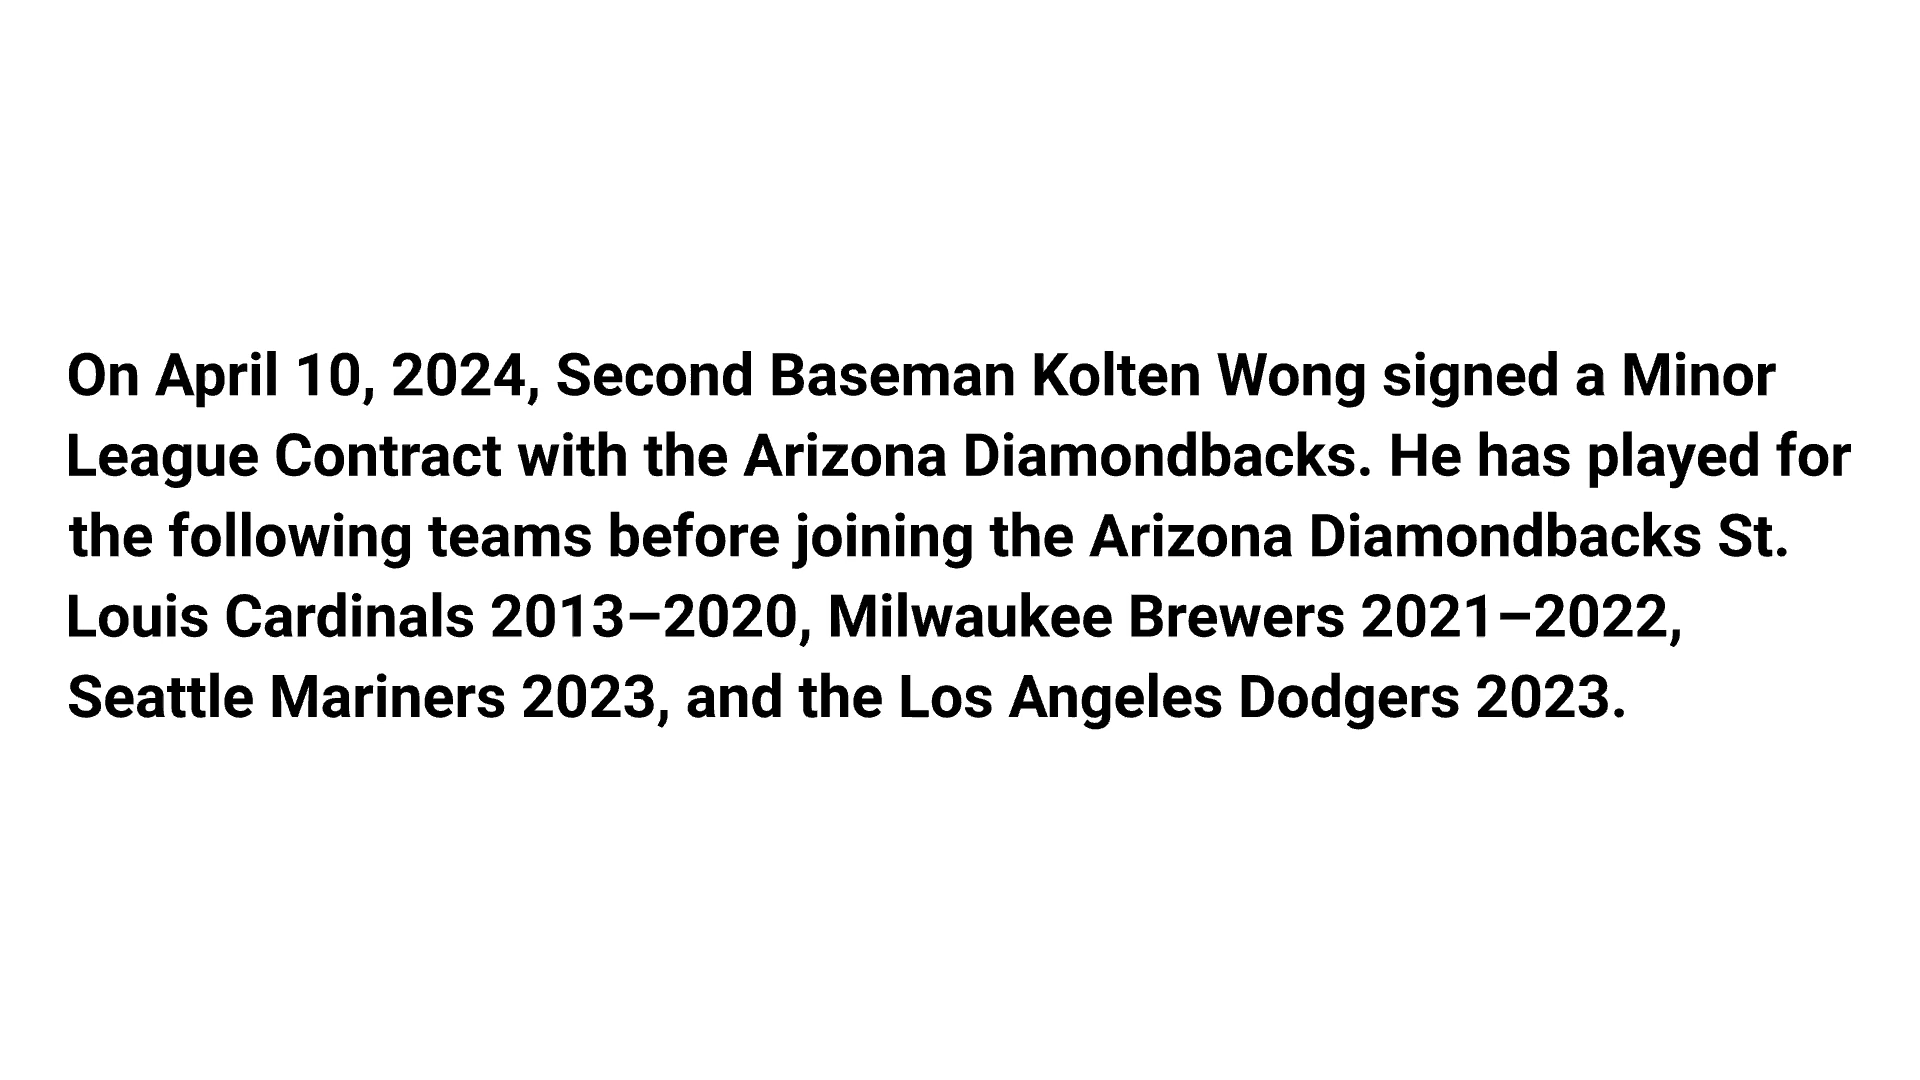 On April 10, 2024, Second Baseman Kolten Wong signed a Minor
League Contract with the Arizona Diamondbacks. He has played for
the following teams before joining the Arizona Diamondbacks St.
Louis Cardinals 2013–2020, Milwaukee Brewers 2021–2022,
Seattle Mariners 2023, and the Los Angeles Dodgers 2023.